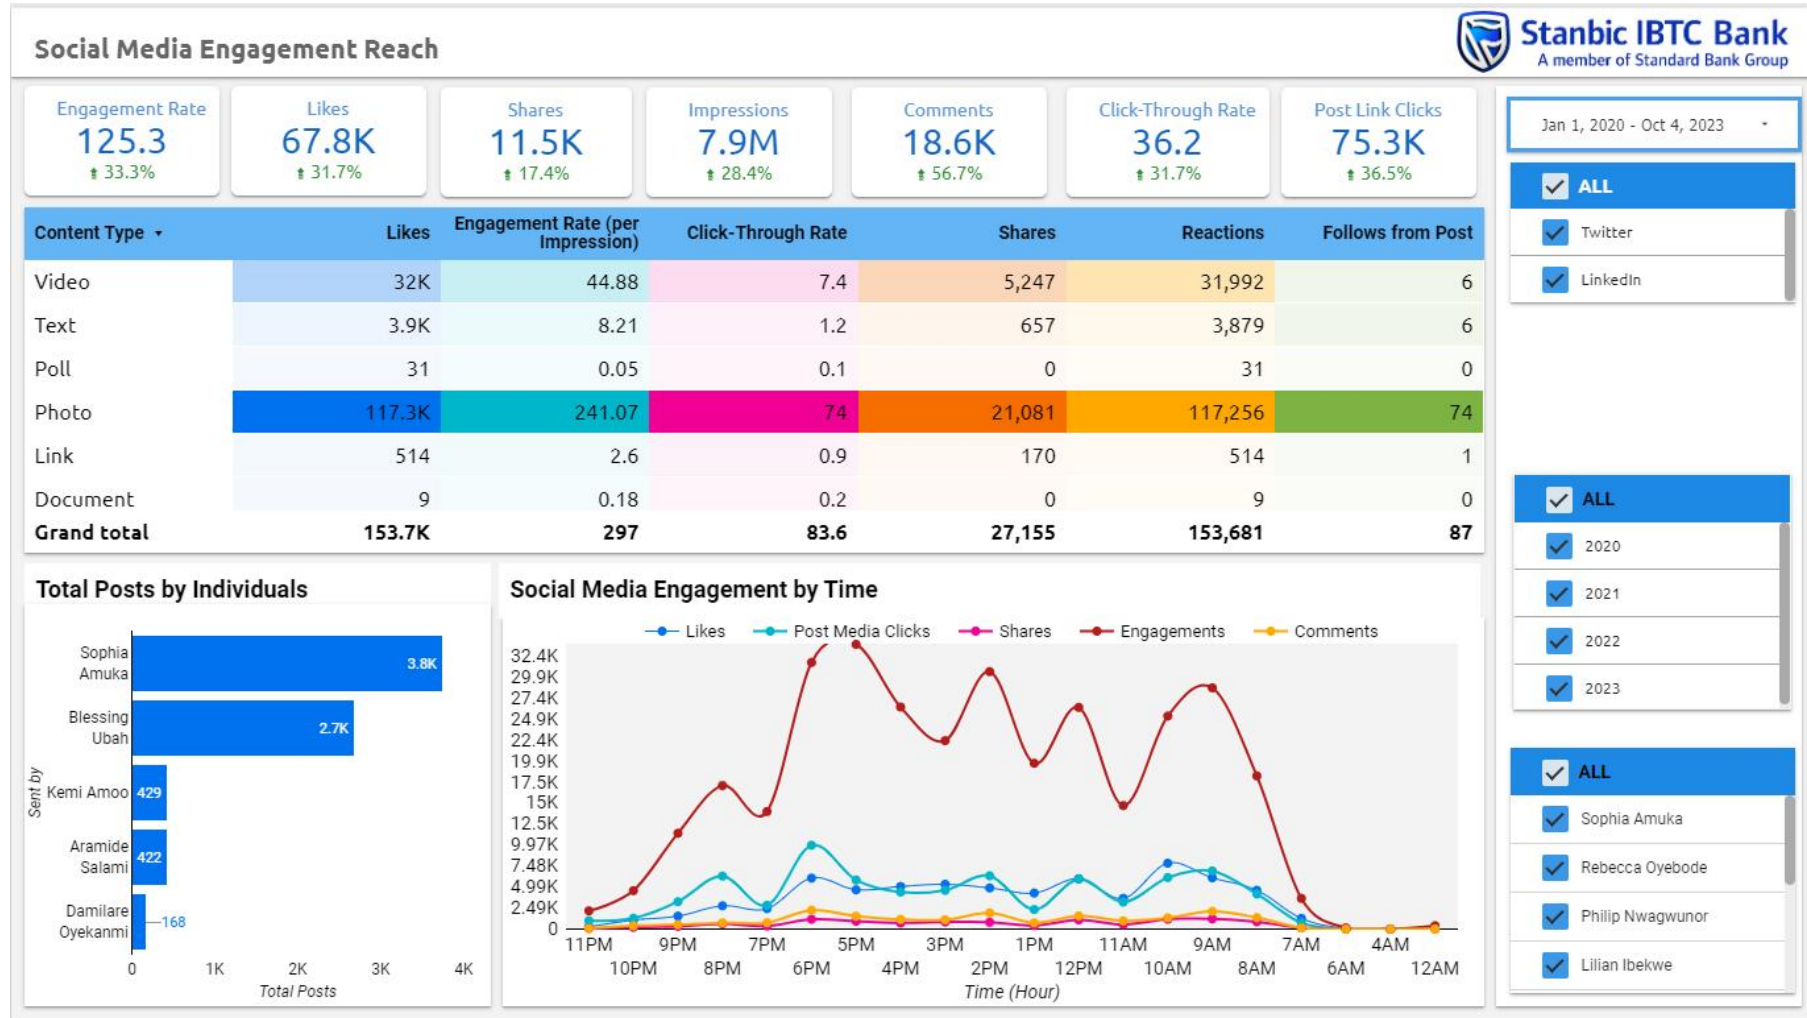 Social Media Engagement Reach
Stanbic IBTC Bank
A member of Standard Bank Group
Engagement Rate
125.3
33.3%
Likes
67.8K
31.7%
Shares
11.5K
17.4%
Impressions
7.9M
28.4%
Comments
18.6K
56.7%
Click-Through Rate
36.2
31.7%
Post Link Clicks
75.3K
36.5%
Jan 1, 2020 - Oct 4, 2023
ALL
Twitter
LinkedIn
Content Type Likes Engagement Rate (per Impression) Click-Through Rate Shares Reactions Follows from Post
Video 32K 44.88 7.4 5,247 31,992 6
Text 3.9K 8.21 1.2 657 3,879 6
Poll 31 0.05 0.1 0 31 0
Photo 117.3K 241.07 74 21,081 117,256 74
Link 514 2.6 0.9 170 514 1
Document 9 0.18 0.2 0 9 0
Grand total 153.7K 297 83.6 27,155 153,681 87
ALL
2020
2021
2022
2023
Total Posts by Individuals
Sent by
Sophia
Amuka
3.8K
Blessing
Ubah
2.7K
Kemi Amoo 429
Aramide
Salami
422
Damilare
Oyekanmi
168
0 1K 2K 3K 4K
Total Posts
Social Media Engagement by Time
Likes Post Media Clicks Shares Engagements Comments
32.4K
29.9K
27.4K
24.9K
22.4K
19.9K
17.5K
15K
12.5K
9.97K
7.48K
4.99K
2.49K
0
11PM 9PM 7PM 5PM 3PM 1PM 11AM 9AM 7AM 4AM
10PM 8PM 6PM 4PM 2PM 12PM 10AM 8AM 6AM 12AM
Time (Hour)
ALL
Sophia Amuka
Rebecca Oyebode
Philip Nwagwunor
Lilian Ibekwe